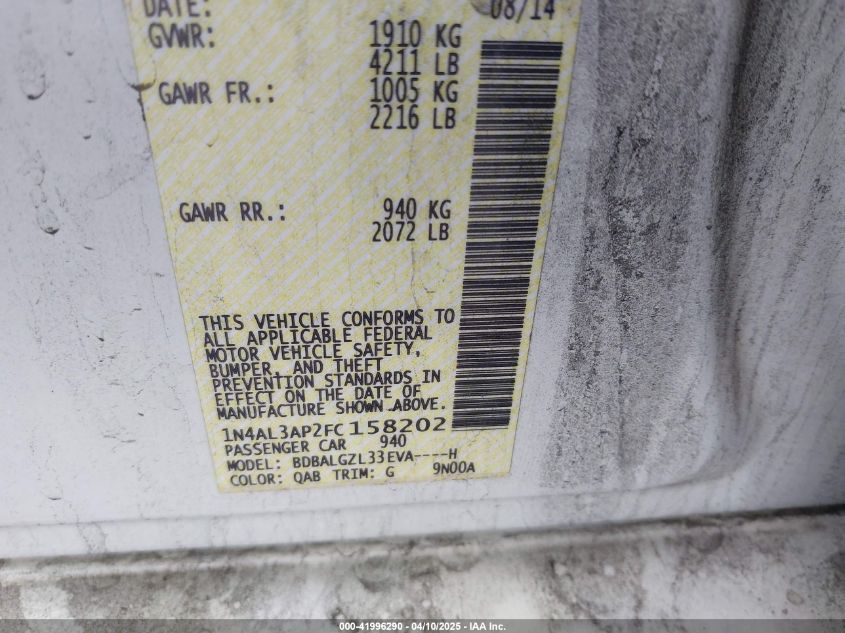 DATE: 08/14
GVWR: 1910 KG
4211 LB
GAWR FR.: 1005 KG
2216 LB
GAWR RR.: 940 KG
2072 LB
THIS VEHICLE CONFORMS TO
ALL APPLICABLE FEDERAL
MOTOR VEHICLE SAFETY,
BUMPER, AND THEFT
PREVENTION STANDARDS IN
EFFECT ON THE DATE OF
MANUFACTURE SHOWN ABOVE.
1N4AL3AP2FC158202
PASSENGER CAR 940
MODEL: BDBALGZL33EVA----H
COLOR: QAB TRIM: G 9N00A
000-41996290 - 04/10/2025 - IAA Inc.